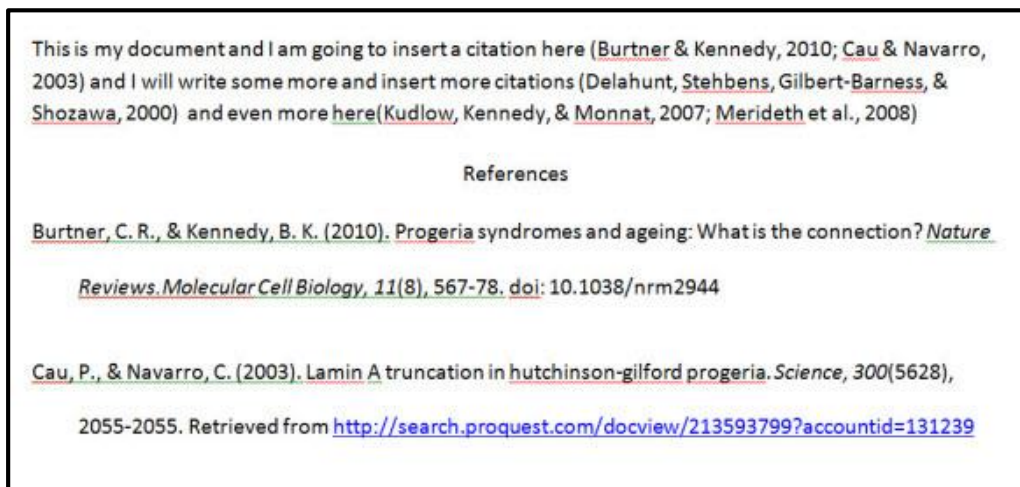 This is my document and I am going to insert a citation here (Burtner & Kennedy, 2010; Cau & Navarro,
2003) and I will write some more and insert more citations (Delahunt, Stehbens, Gilbert-Barness, &
Shozawa, 2000)  and even more here(Kudlow, Kennedy, & Monnat, 2007; Merideth et al., 2008)
References
Burtner, C. R., & Kennedy, B. K. (2010). Progeria syndromes and ageing: What is the connection? Nature
Reviews.Molecular Cell Biology, 11(8), 567-78. doi: 10.1038/nrm2944
Cau, P., & Navarro, C. (2003). Lamin A truncation in hutchinson-gilford progeria. Science, 300(5628),
2055-2055. Retrieved from http://search.proquest.com/docview/213593799?accountid=131239